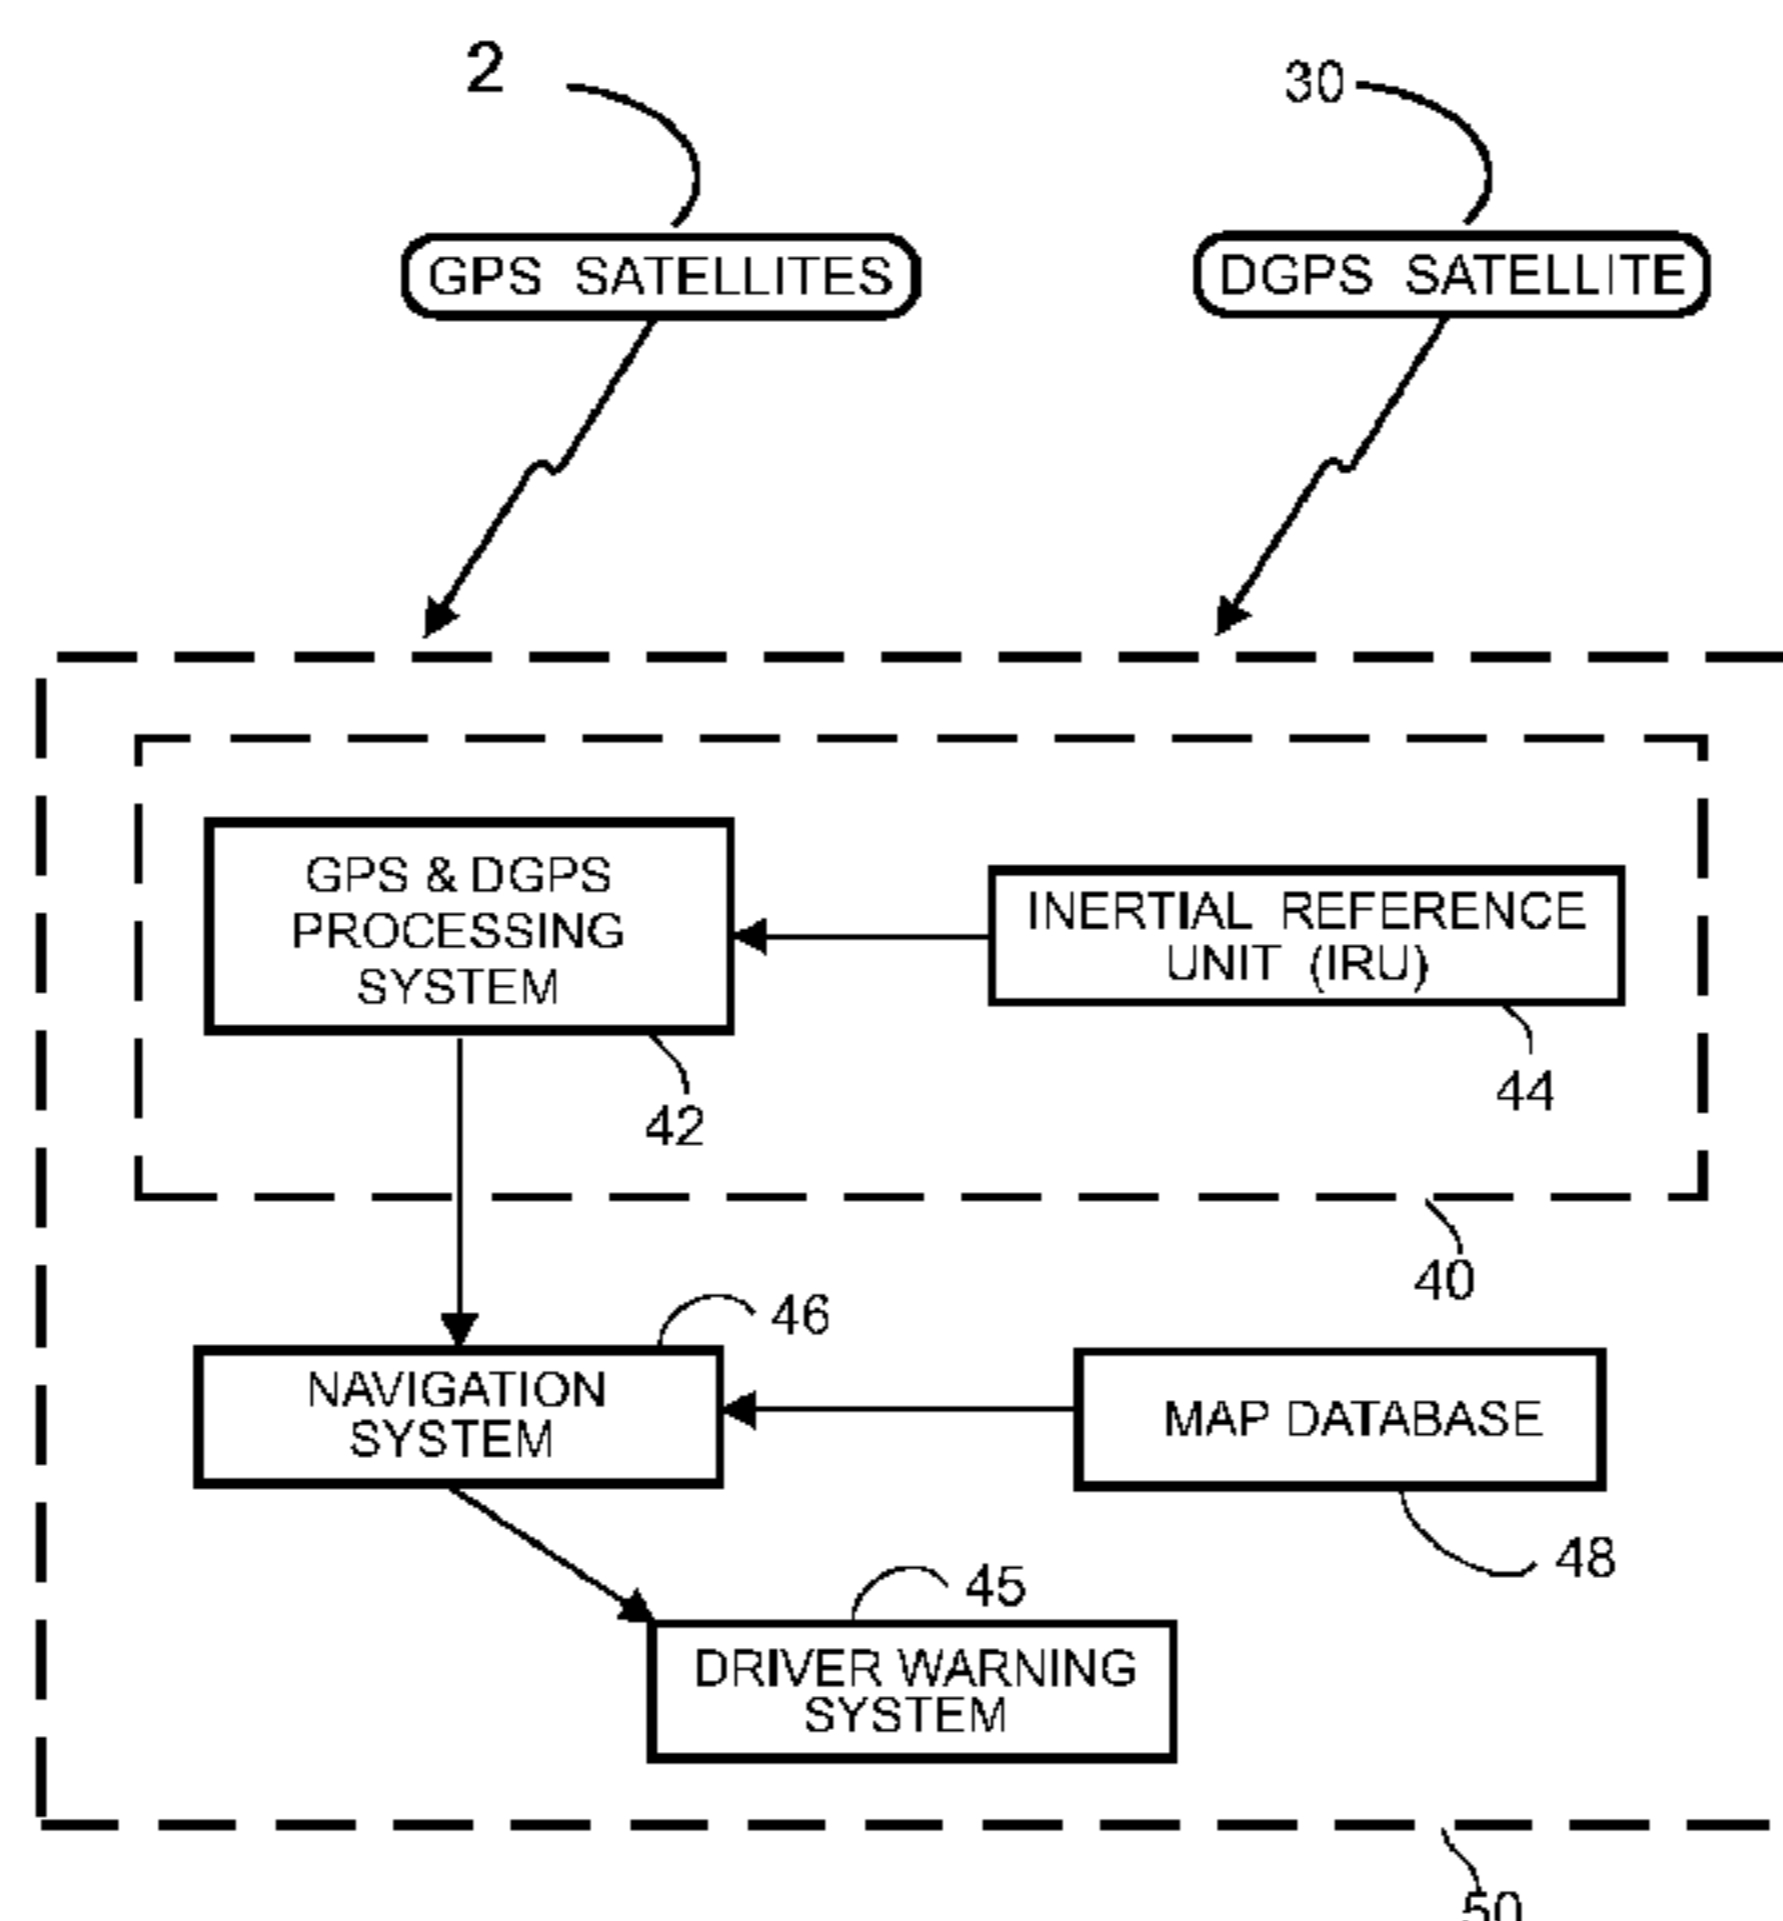 2
30
GPS SATELLITES
DGPS SATELLITE
GPS & DGPS
PROCESSING
SYSTEM
INERTIAL REFERENCE
UNIT (IRU)
44
42
40
46
NAVIGATION
SYSTEM
MAP DATABASE
48
45
DRIVER WARNING
SYSTEM
50